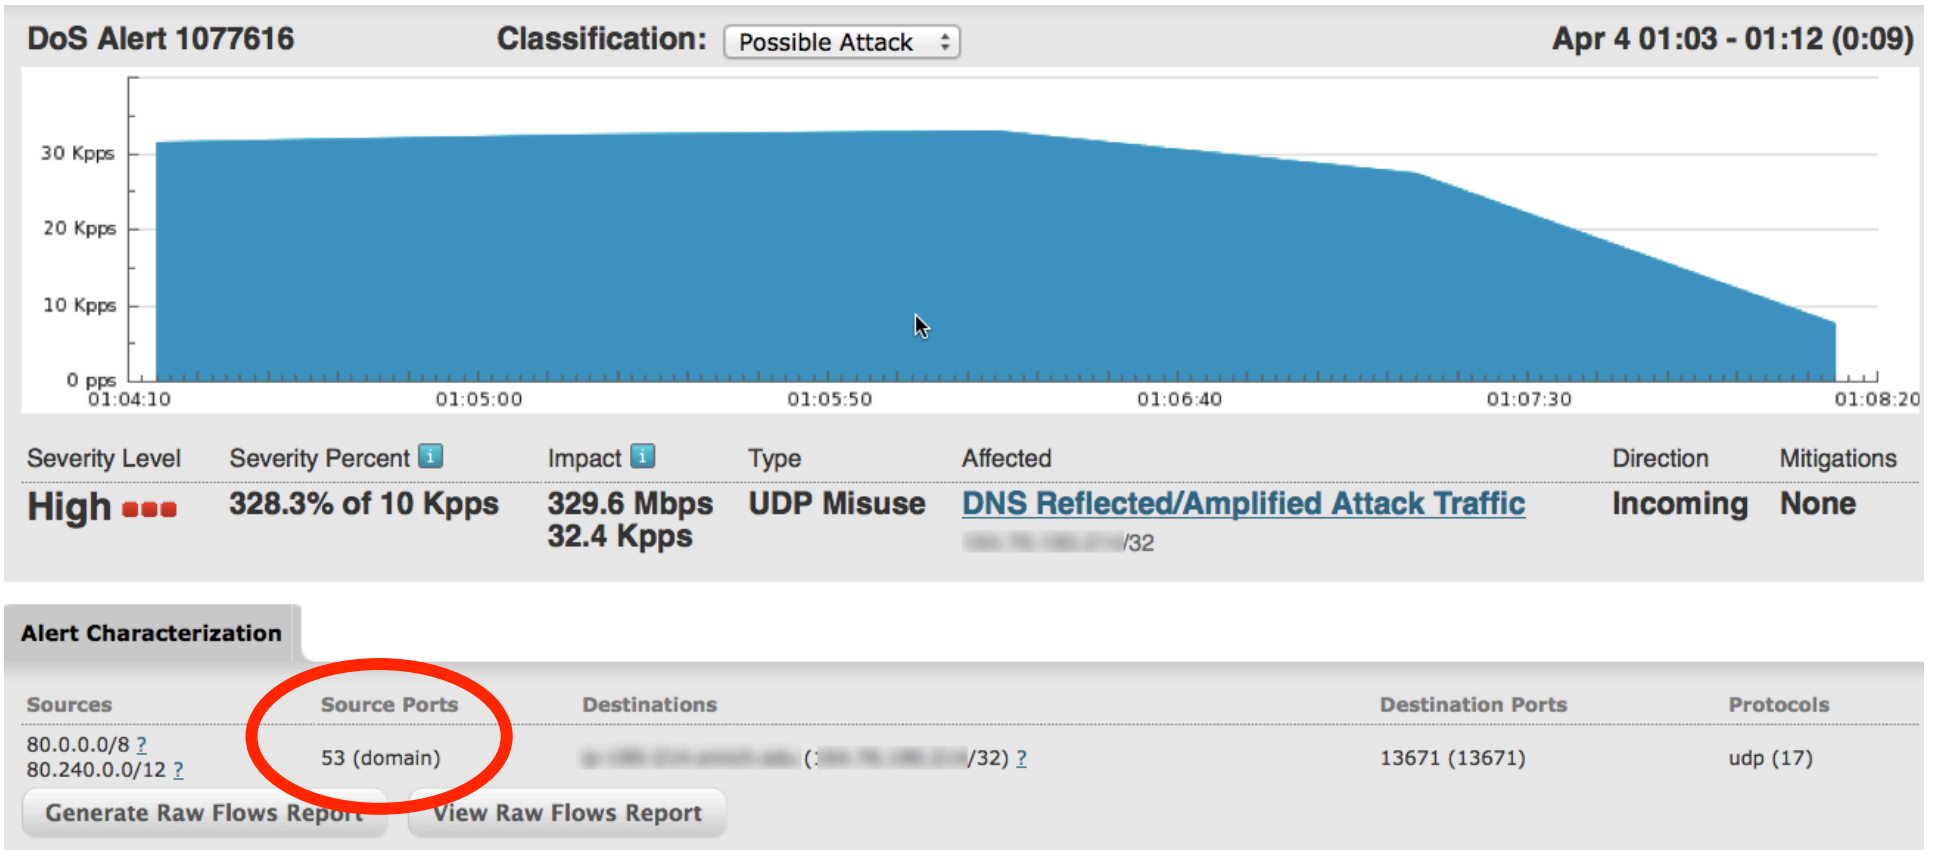 DoS Alert 1077616 Classification: Possible Attack Apr 4 01:03 - 01:12 (0:09)
30 Kpps
20 Kpps
10 Kpps
0 pps
01:04:10 01:05:00 01:05:50 01:06:40 01:07:30 01:08:20
Severity Level Severity Percent i Impact i Type Affected Direction Mitigations
High 328.3% of 10 Kpps 329.6 Mbps UDP Misuse DNS Reflected/Amplified Attack Traffic Incoming None
32.4 Kpps /32
Alert Characterization
Sources Source Ports Destinations Destination Ports Protocols
80.0.0.0/8 ?
53 (domain) ( /32) ? 13671 (13671) udp (17)
80.240.0.0/12 ?
Generate Raw Flows Report View Raw Flows Report